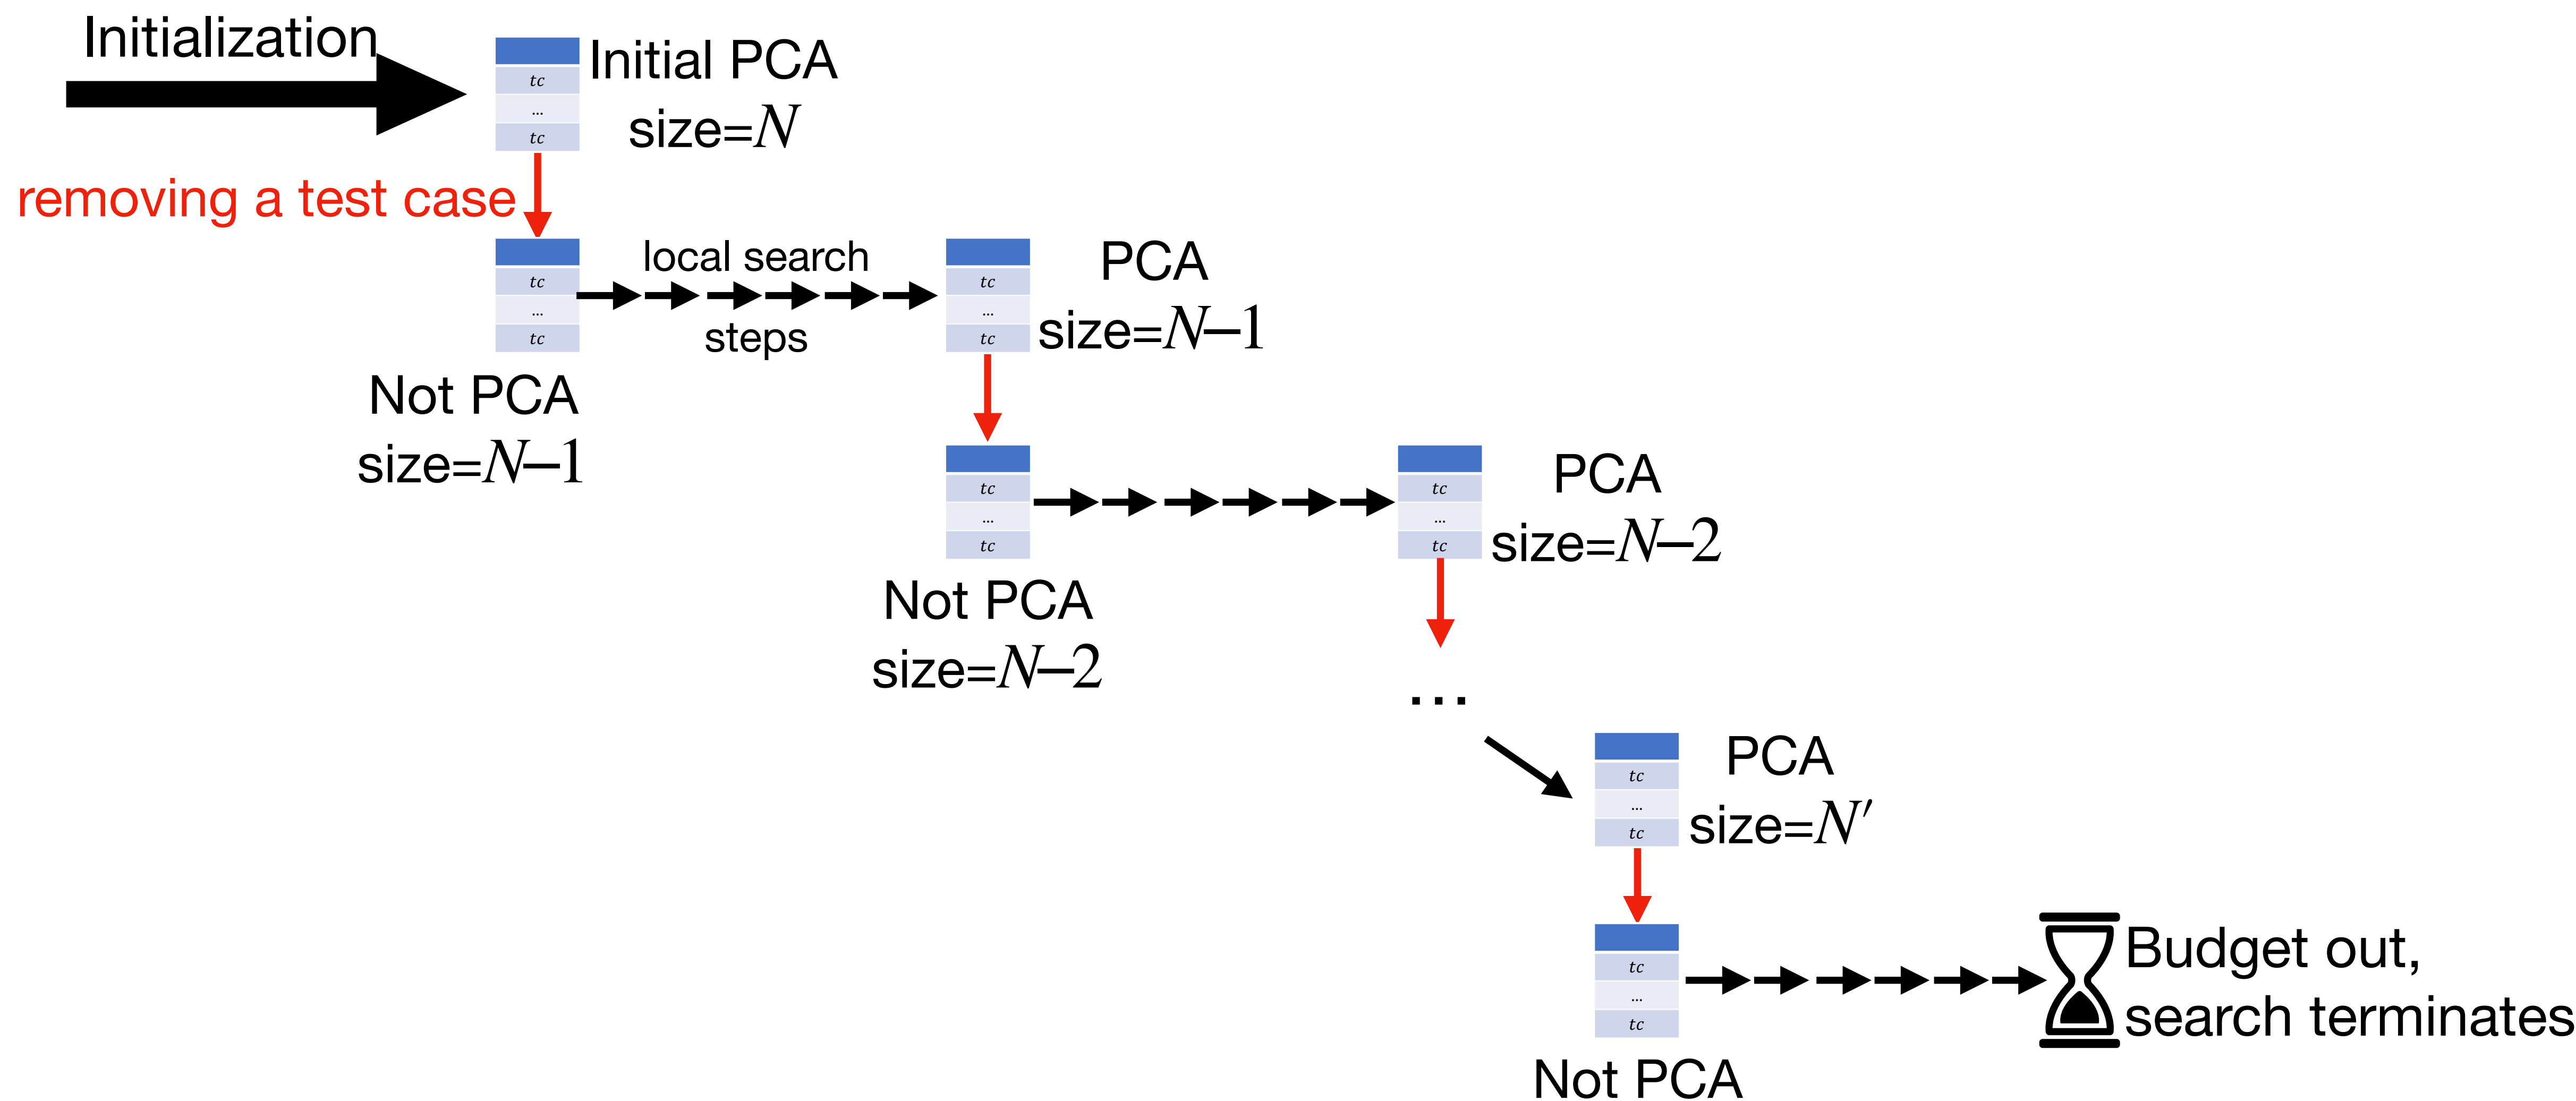 Initialization
tc
...
tc
Initial PCA
size=N
removing a test case
tc
...
tc
local search
steps
tc
...
tc
PCA
size=N−1
Not PCA
size=N−1
tc
...
tc
tc
...
tc
PCA
size=N−2
Not PCA
size=N−2
...
tc
...
tc
PCA
size=N′
tc
...
tc
Budget out,
search terminates
Not PCA